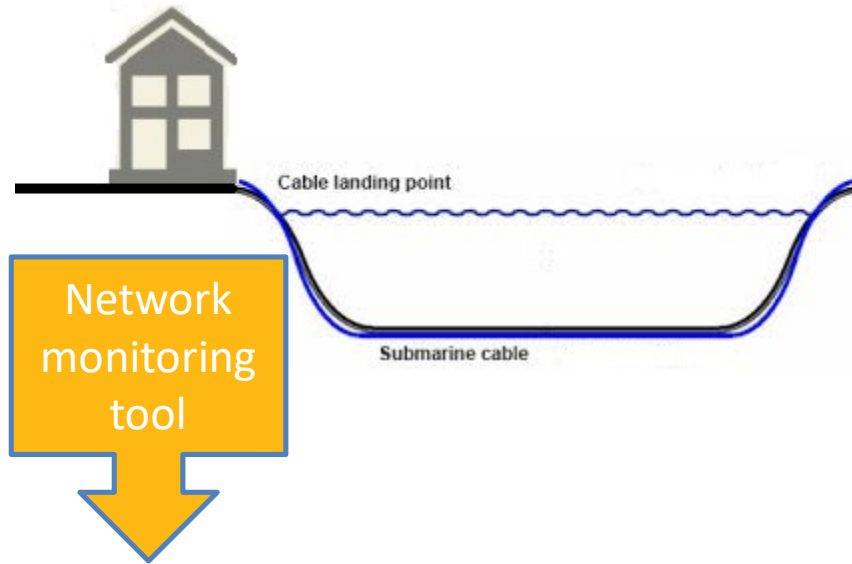 Cable landing point
Network
monitoring
tool
Submarine cable